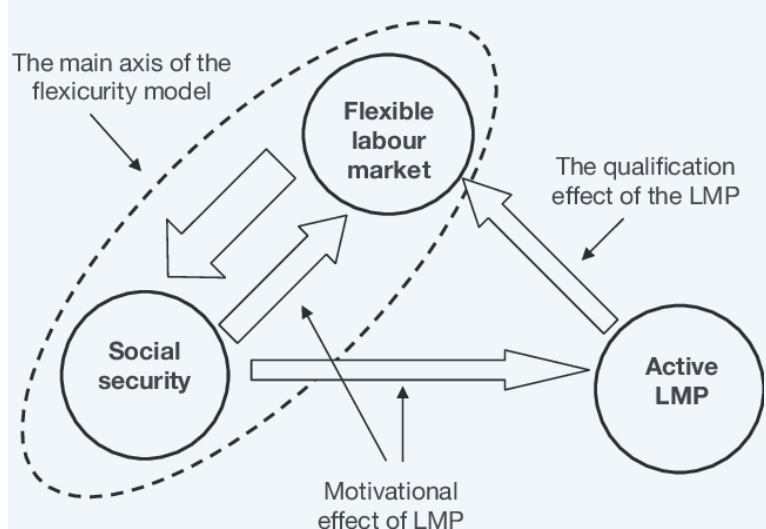 The main axis of the
flexicurity model
Flexible
labour
market
The qualification
effect of the LMP
Social
security
Active
LMP
Motivational
effect of LMP